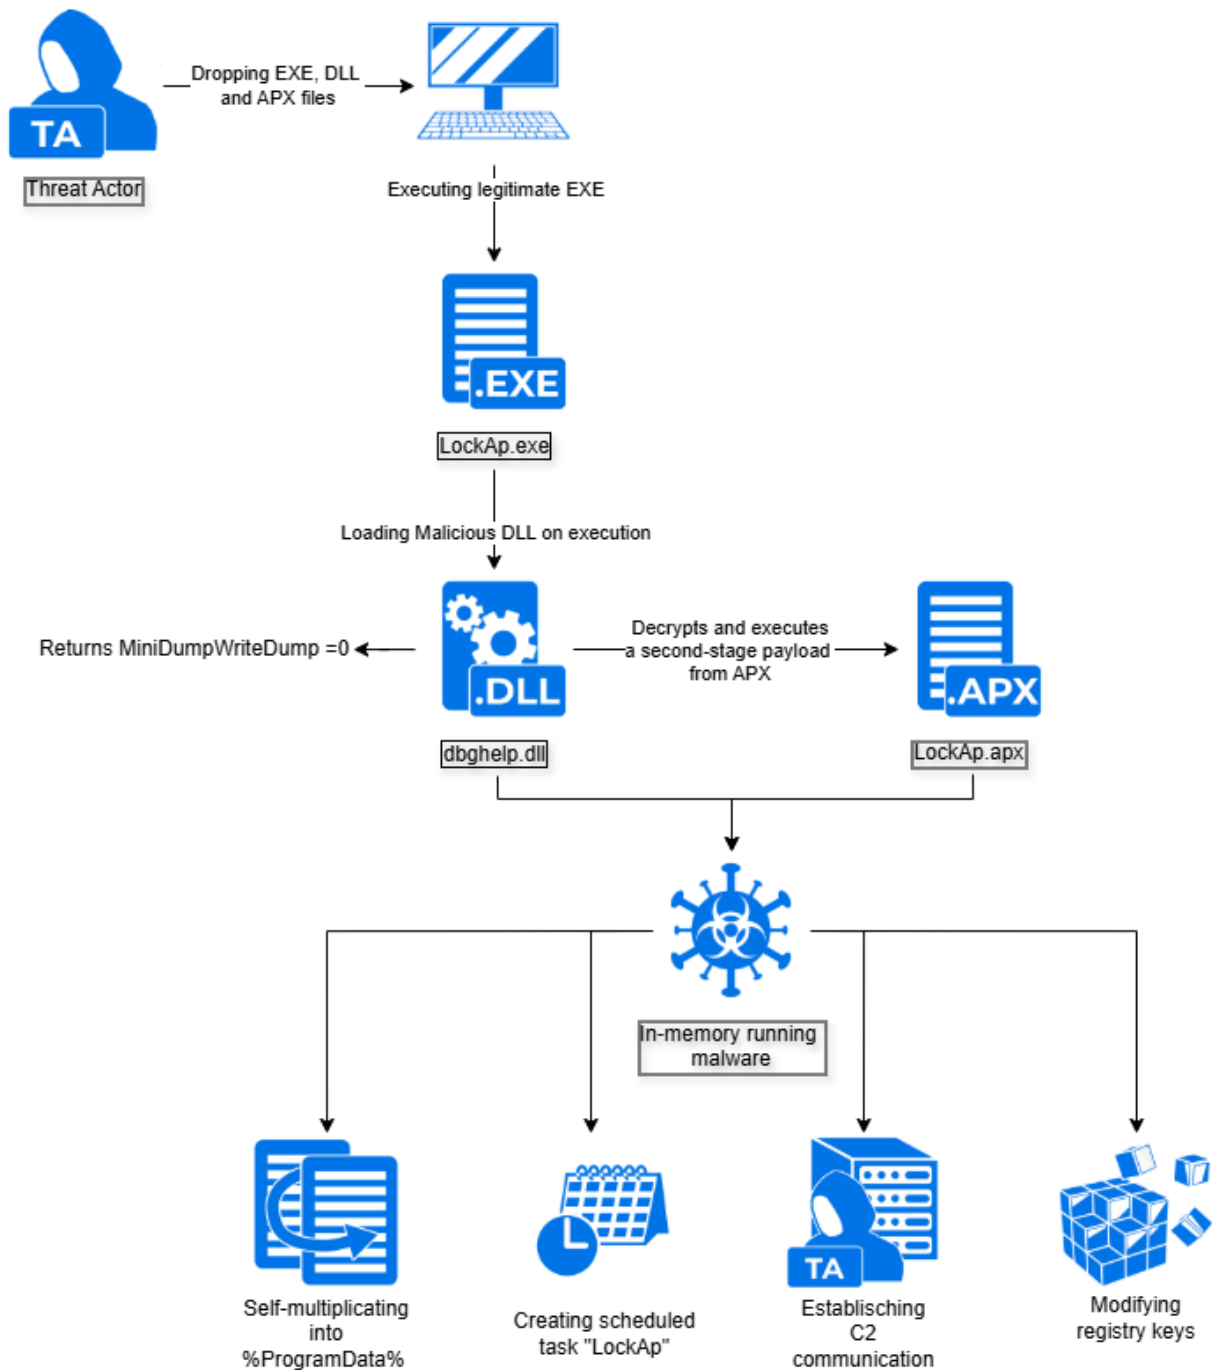 Dropping EXE, DLL
and APX files
TA
Threat Actor
Executing legitimate EXE
.EXE
LockAp.exe
Loading Malicious DLL on execution
Returns MiniDumpWriteDump =0
Decrypts and executes
a second-stage payload
from APX
.DLL
.APX
dbghelp.dll
LockAp.apx
In-memory running
malware
TA
Self-multiplicating
into
%ProgramData%
Creating scheduled
task "LockAp"
Establisching
C2
communication
Modifying
registry keys